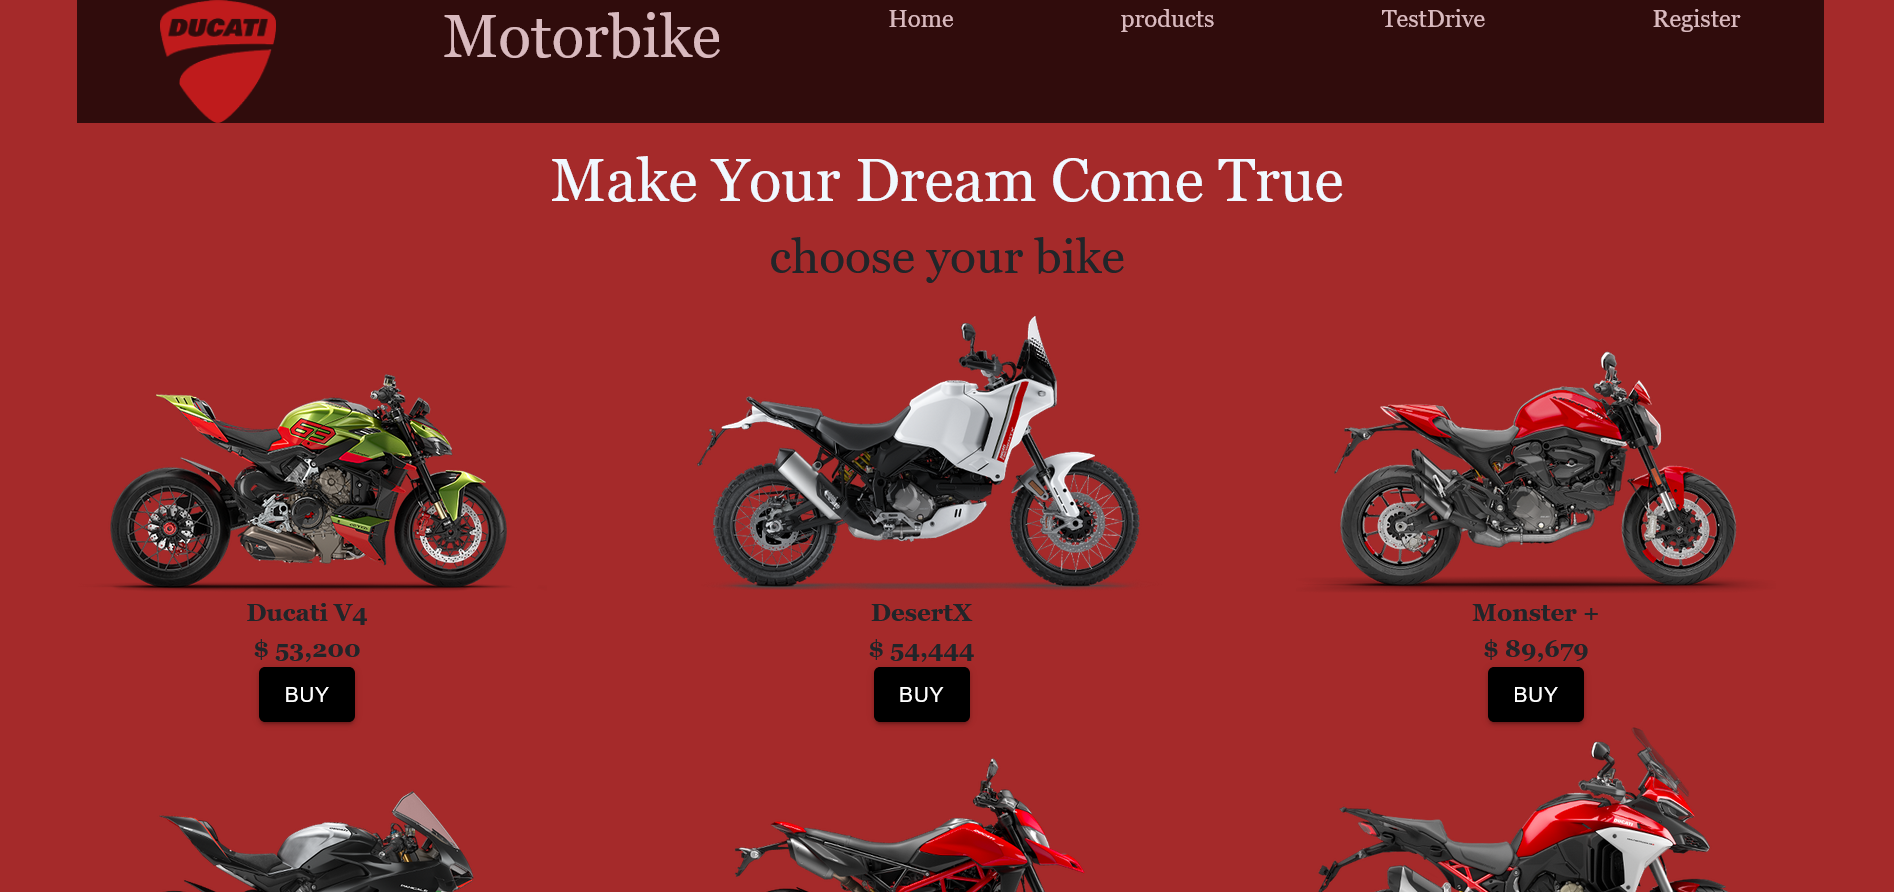 DUCATI
Motorbike
Home
products
TestDrive
Register
Make Your Dream Come True
choose your bike
63
Ducati V4
$ 53,200
BUY
DesertX
$ 54,444
BUY
Monster +
$ 89,679
BUY